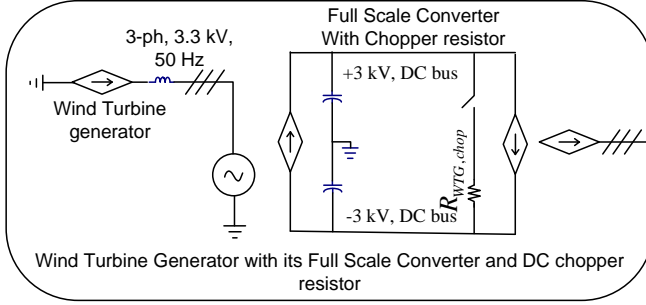 3-ph, 3.3 kV,
50 Hz
Wind Turbine
generator
Full Scale Converter
With Chopper resistor
+3 kV, DC bus
R_WTG,chop
-3 kV, DC bus
Wind Turbine Generator with its Full Scale Converter and DC chopper
resistor